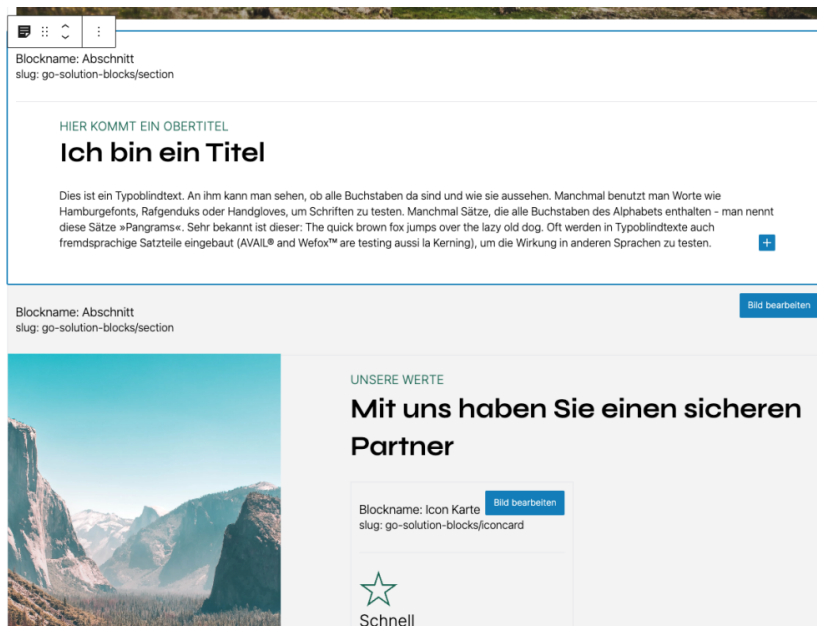 Blockname: Abschnitt
slug: go-solution-blocks/section
HIER KOMMT EIN OBERTITEL
Ich bin ein Titel
Dies ist ein Typoblindtext. An ihm kann man sehen, ob alle Buchstaben da sind und wie sie aussehen. Manchmal benutzt man Worte wie
Hamburgefonts, Rafgenduks oder Handgloves, um Schriften zu testen. Manchmal Sätze, die alle Buchstaben des Alphabets enthalten - man nennt
diese Sätze »Pangrams«. Sehr bekannt ist dieser: The quick brown fox jumps over the lazy old dog. Oft werden in Typoblindtexte auch
fremdsprachige Satzteile eingebaut (AVAIL® and Wefox™ are testing aussi la Kerning), um die Wirkung in anderen Sprachen zu testen.
Bild bearbeiten
Blockname: Abschnitt
slug: go-solution-blocks/section
UNSERE WERTE
Mit uns haben Sie einen sicheren
Partner
Blockname: Icon Karte
Bild bearbeiten
slug: go-solution-blocks/iconcard
Schnell